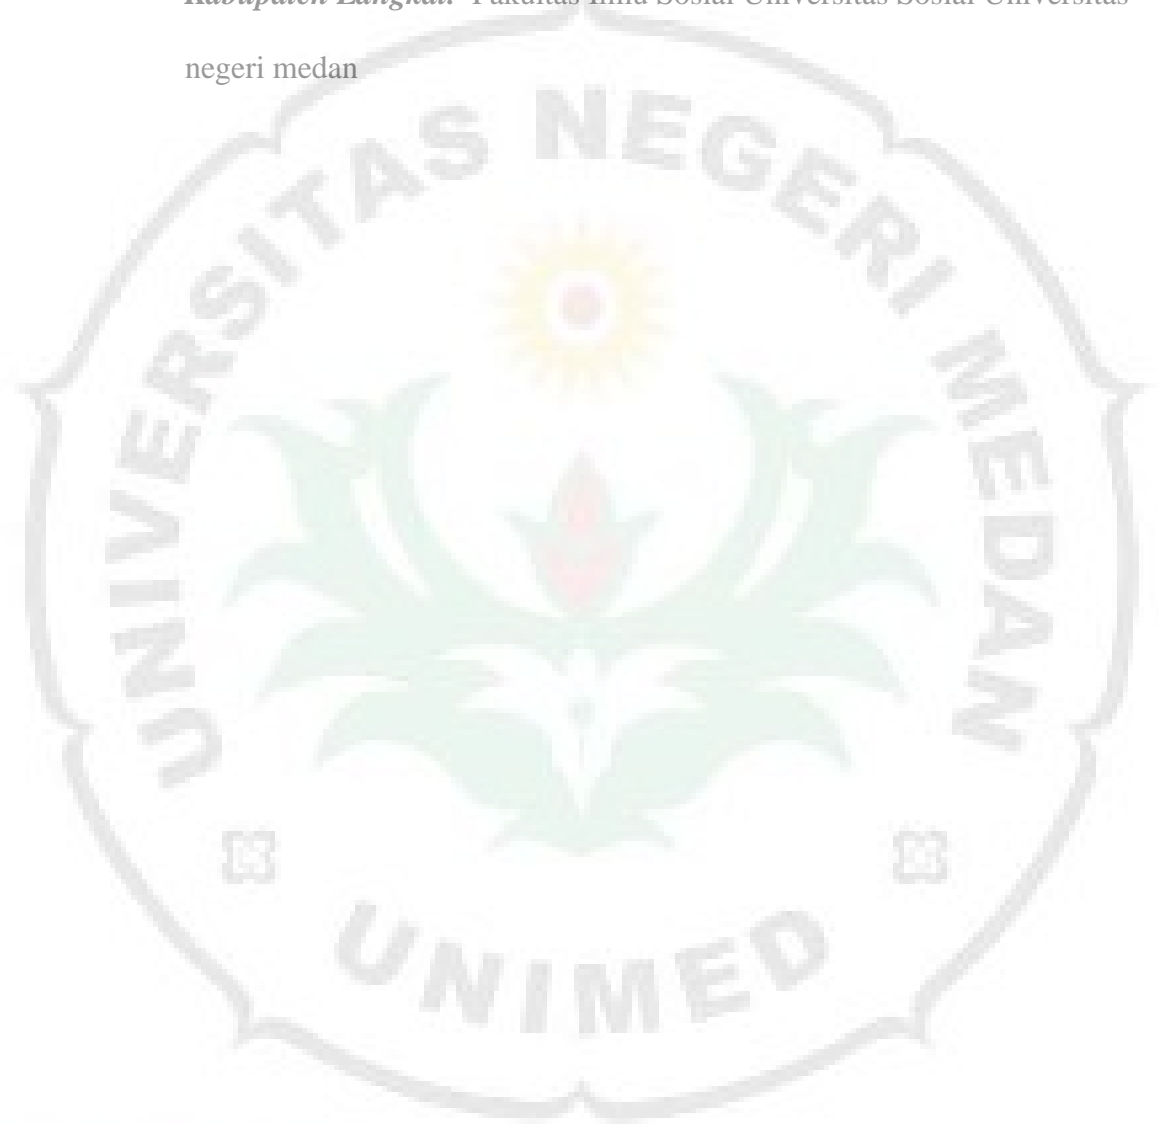 Kabupaten Langkat. Fakultas Ilmu Sosial Universitas Sosial Universitas
negeri medan
UNIVERSITAS NEGERI MEDAN
UNIMED